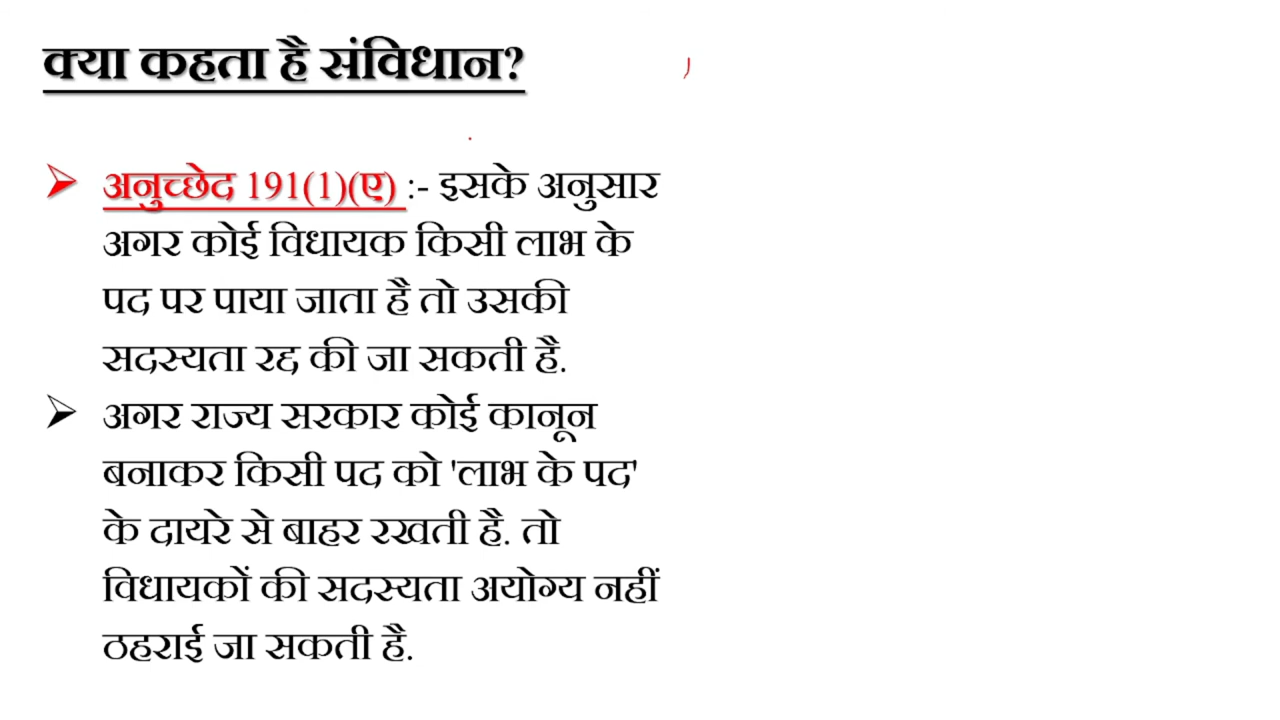 क्या कहता है संविधान?
➢ अनुच्छेद 191(1)(ए) :- इसके अनुसार
अगर कोई विधायक किसी लाभ के
पद पर पाया जाता है तो उसकी
सदस्यता रद्द की जा सकती है.
➢ अगर राज्य सरकार कोई कानून
बनाकर किसी पद को 'लाभ के पद'
के दायरे से बाहर रखती है. तो
विधायकों की सदस्यता अयोग्य नहीं
ठहराई जा सकती है.